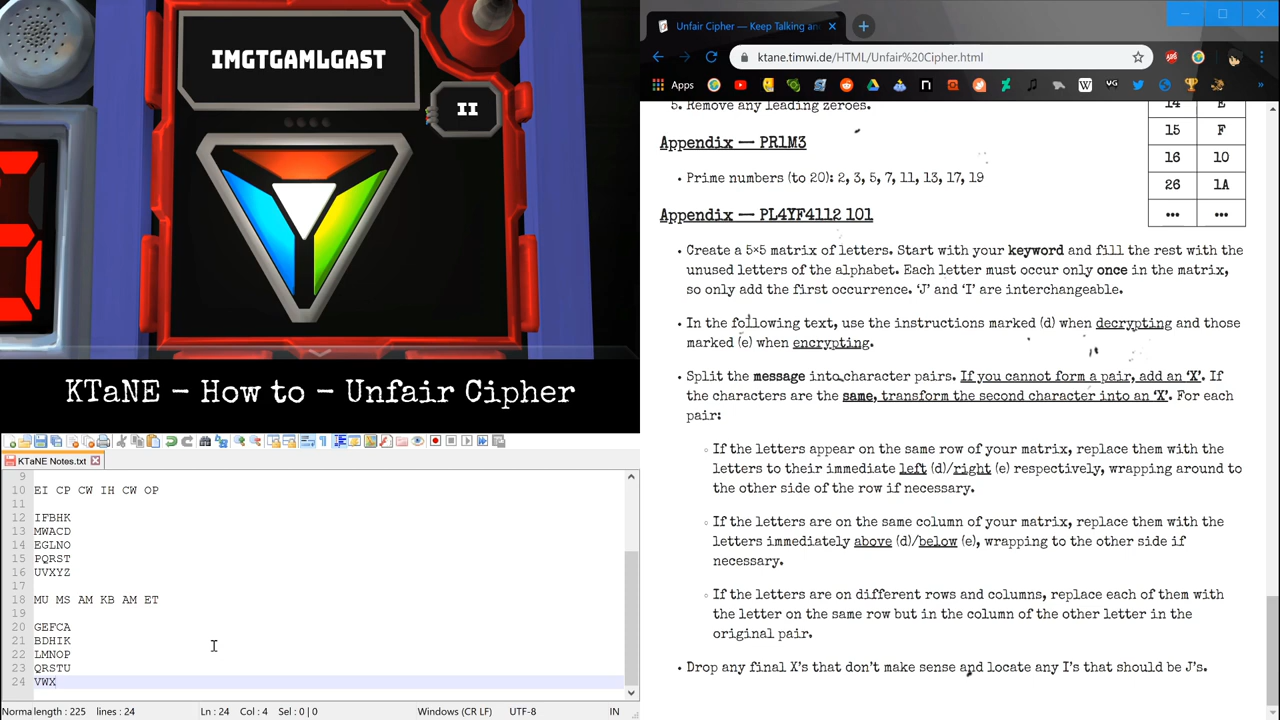 IMGTGAMLGAST
II
KTaNE – How to – Unfair Cipher
KTaNE Notes.txt
9
10 EI CP CW IH CW OP
11
12 IFBHK
13 MWACD
14 EGLNO
15 PQRST
16 UVXYZ
17
18 MU MS AM KB AM ET
19
20 GEFCA
21 BDHIK
22 LMNOP
23 QRSTU
24 VWX
Norma length : 225 lines : 24 Ln : 24 Col : 4 Sel : 0 | 0 Windows (CR LF) UTF-8 IN
Unfair Cipher — Keep Talking and
ktane.timwi.de/HTML/Unfair%20Cipher.html
Apps
5. Remove any leading zeroes.
14 E
15 F
16 10
26 1A
... ...
Appendix — PR1M3
• Prime numbers (to 20): 2, 3, 5, 7, 11, 13, 17, 19
Appendix — PL4YF4112 101
• Create a 5×5 matrix of letters. Start with your keyword and fill the rest with the
unused letters of the alphabet. Each letter must occur only once in the matrix,
so only add the first occurrence. ‘J’ and ‘I’ are interchangeable.
• In the following text, use the instructions marked (d) when decrypting and those
marked (e) when encrypting.
• Split the message into character pairs. If you cannot form a pair, add an ‘X’. If
the characters are the same, transform the second character into an ‘X’. For each
pair:
◦ If the letters appear on the same row of your matrix, replace them with the
letters to their immediate left (d)/right (e) respectively, wrapping around to
the other side of the row if necessary.
◦ If the letters are on the same column of your matrix, replace them with the
letters immediately above (d)/below (e), wrapping to the other side if
necessary.
◦ If the letters are on different rows and columns, replace each of them with
the letter on the same row but in the column of the other letter in the
original pair.
• Drop any final X’s that don’t make sense and locate any I’s that should be J’s.